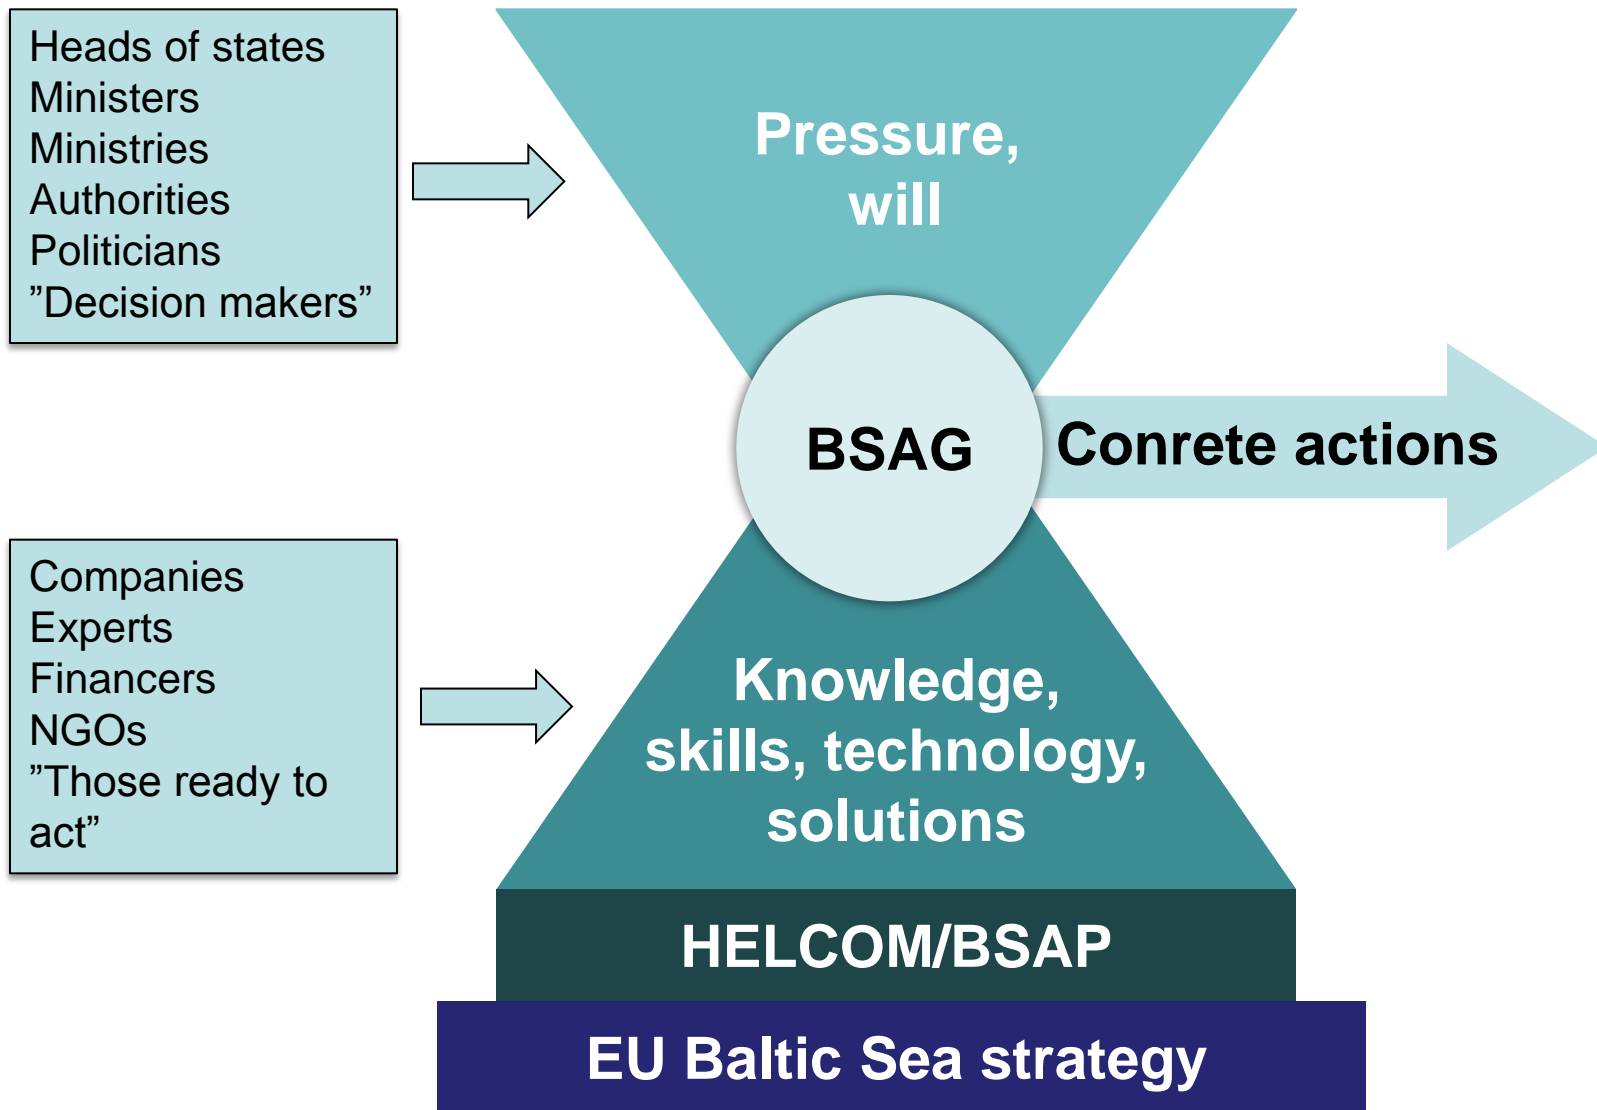 Heads of states
Ministers
Ministries
Authorities
Politicians
”Decision makers”
Pressure,
will
BSAG
Conrete actions
Companies
Experts
Financers
NGOs
”Those ready to
act”
Knowledge,
skills, technology,
solutions
HELCOM/BSAP
EU Baltic Sea strategy